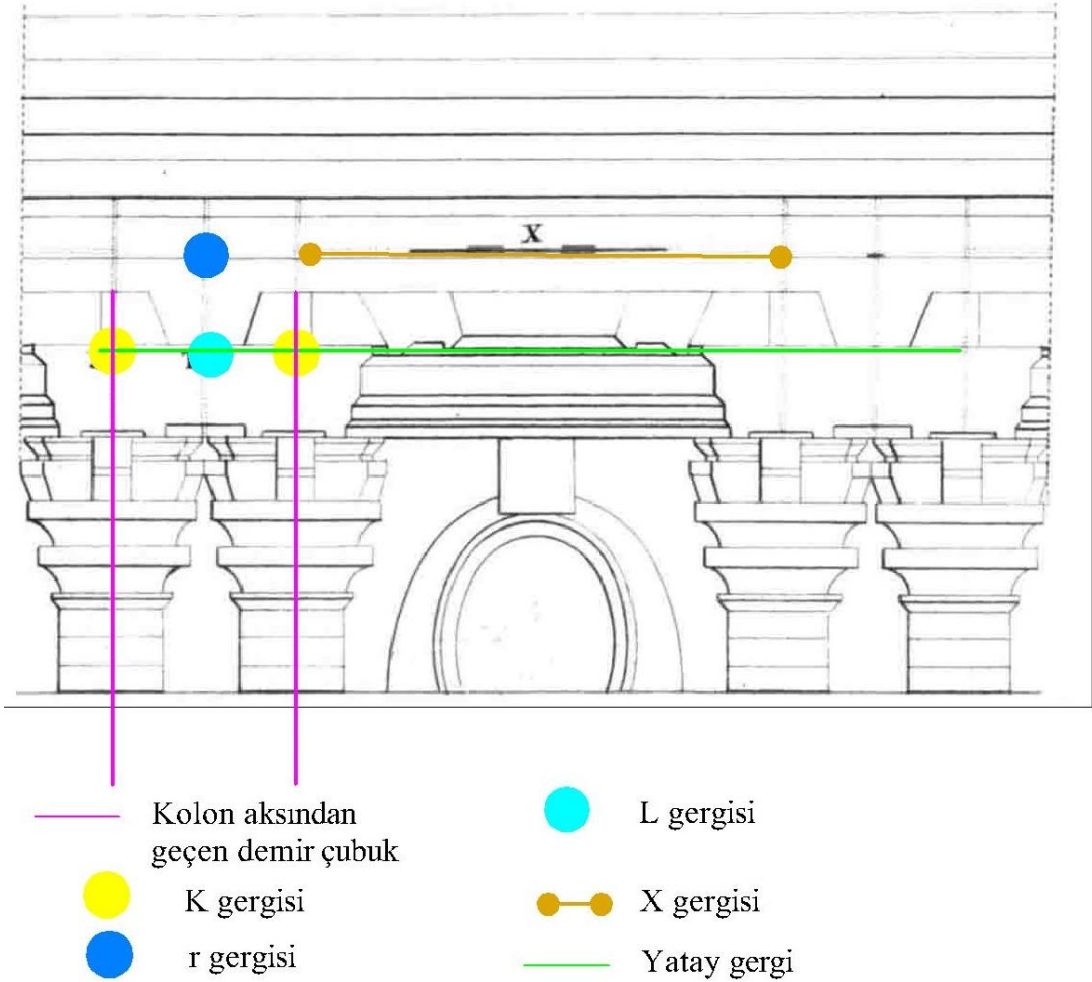 X
Kolon aksından
geçen demir çubuk
L gergisi
K gergisi
X gergisi
r gergisi
Yatay gergi